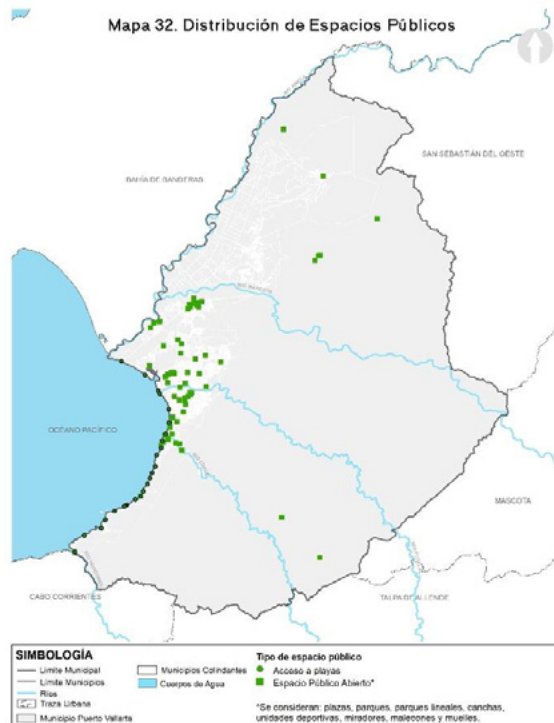 Mapa 32. Distribución de Espacios Públicos
SAN SEBASTIÁN DEL OESTE
BAHÍA DE BANDERAS
OCÉANO PACÍFICO
MASCOTA
CABO CORRIENTES
TALPA DE ALLENDE
SIMBOLOGÍA
Límite Municipal
Límite Municipios
Ríos
Traza Urbana
Municipio Puerto Vallarta
Municipios Colindantes
Cuerpos de Agua
Tipo de espacio público
Acceso a playas
Espacio Público Abierto*
*Se consideran: plazas, parques, parques lineales, canchas,
unidades deportivas, miradores, malecones y muelles.